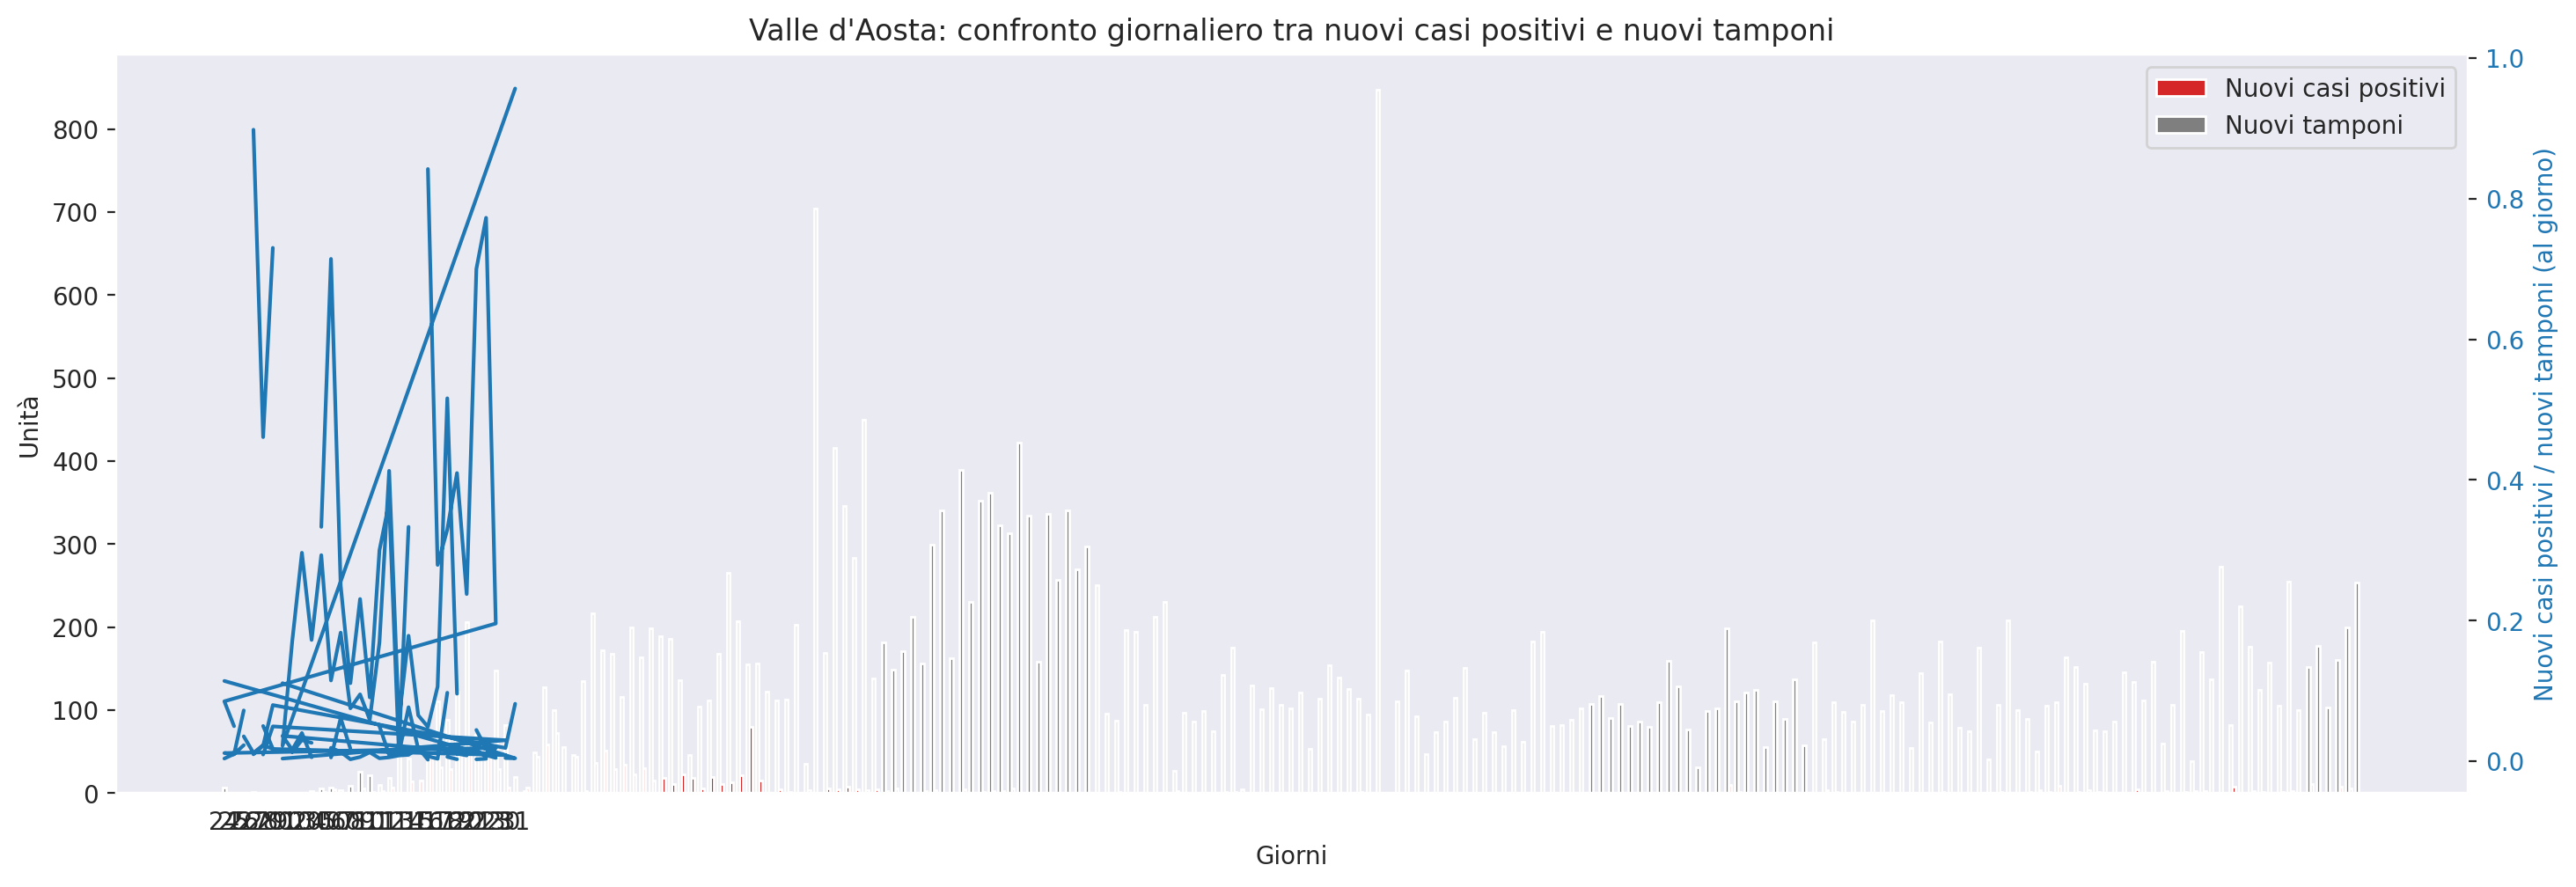 Valle d'Aosta: confronto giornaliero tra nuovi casi positivi e nuovi tamponi
Nuovi casi positivi
Nuovi tamponi
Unità
800
700
600
500
400
300
200
100
0
1.0
0.8
0.6
0.4
0.2
0.0
Nuovi casi positivi / nuovi tamponi (al giorno)
Giorni